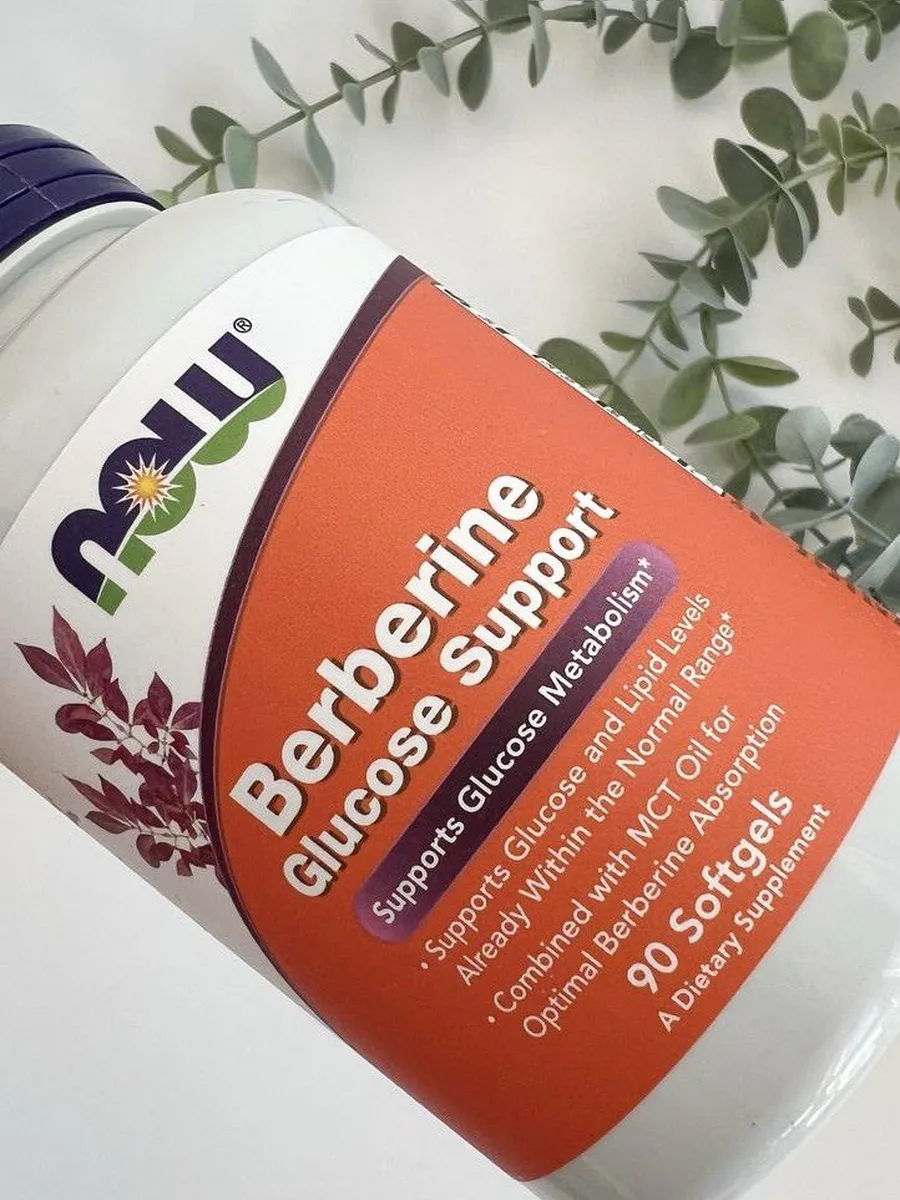 NOW®
Berberine
Glucose Support
Supports Glucose Metabolism*
• Supports Glucose and Lipid Levels
Already Within the Normal Range*
• Combined with MCT Oil for
Optimal Berberine Absorption
90 Softgels
A Dietary Supplement